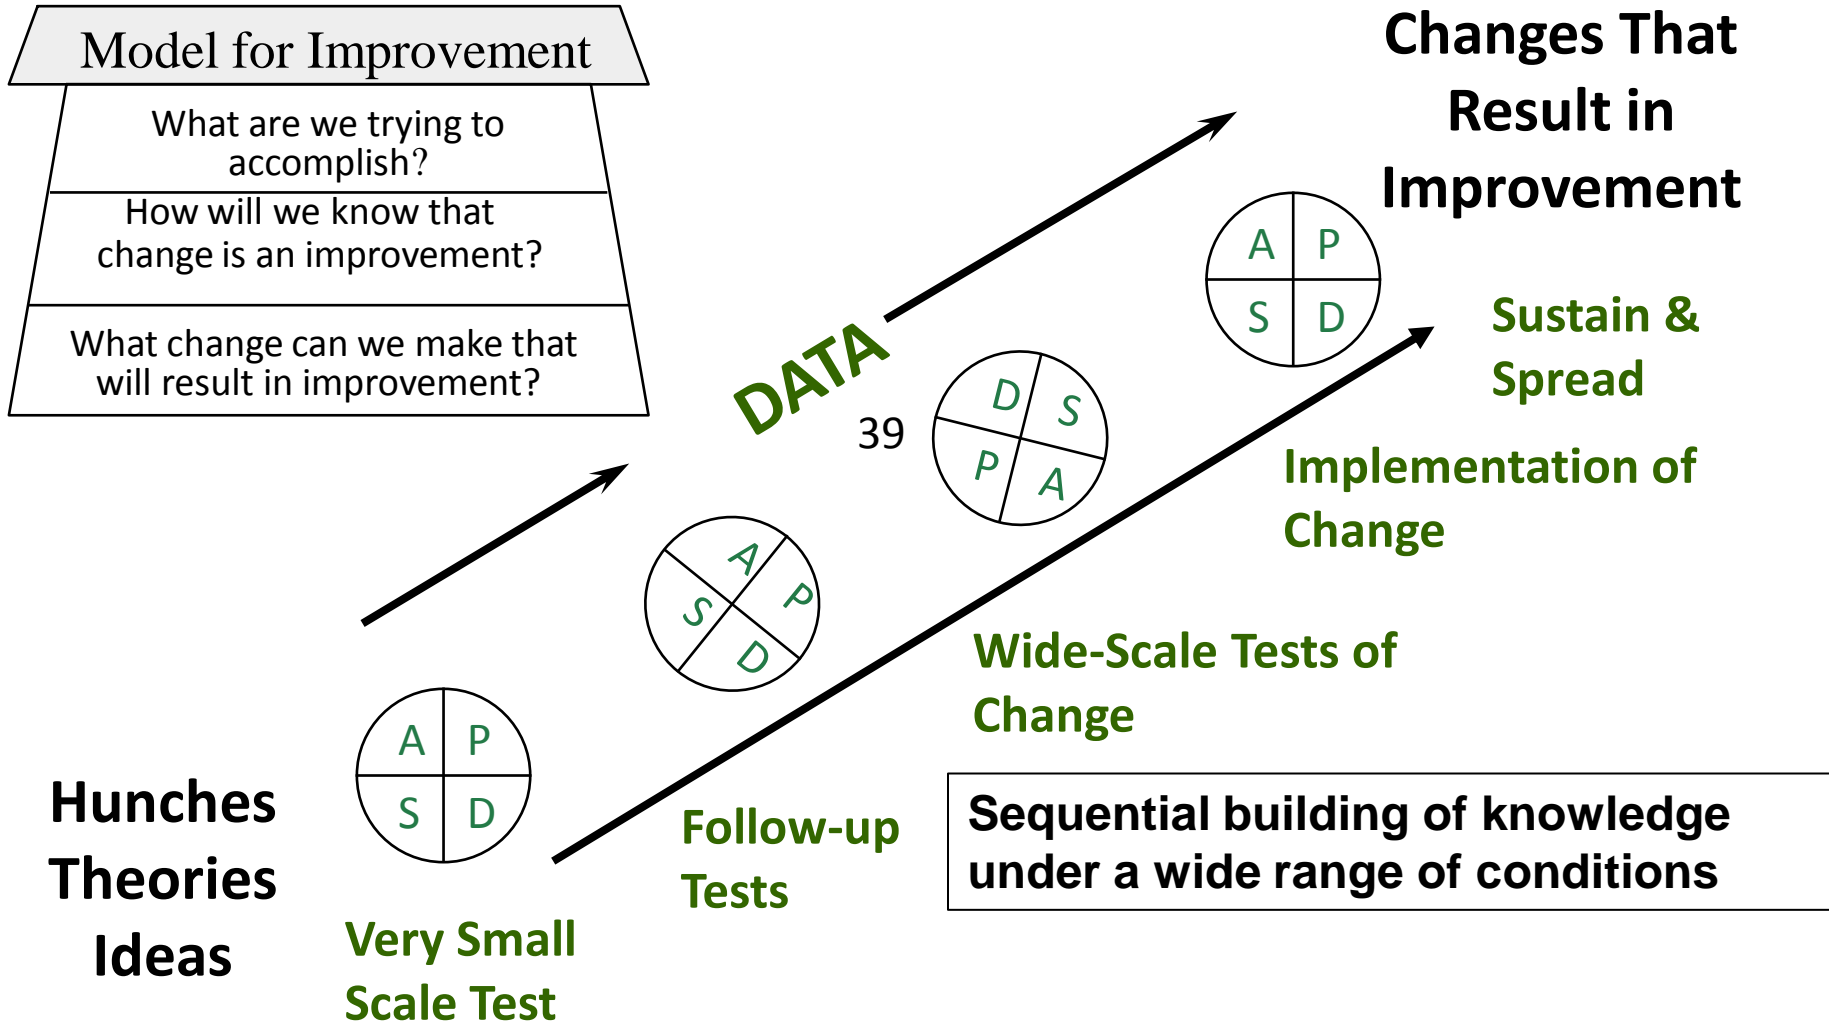 Model for Improvement
What are we trying to
accomplish?
How will we know that
change is an improvement?
What change can we make that
will result in improvement?
Changes That
Result in
Improvement
DATA
39
A P
S D
D S
P A
A P
S D
A P
S D
Sustain &
Spread
Implementation of
Change
Wide-Scale Tests of
Change
Follow-up
Tests
Very Small
Scale Test
Hunches
Theories
Ideas
Sequential building of knowledge
under a wide range of conditions